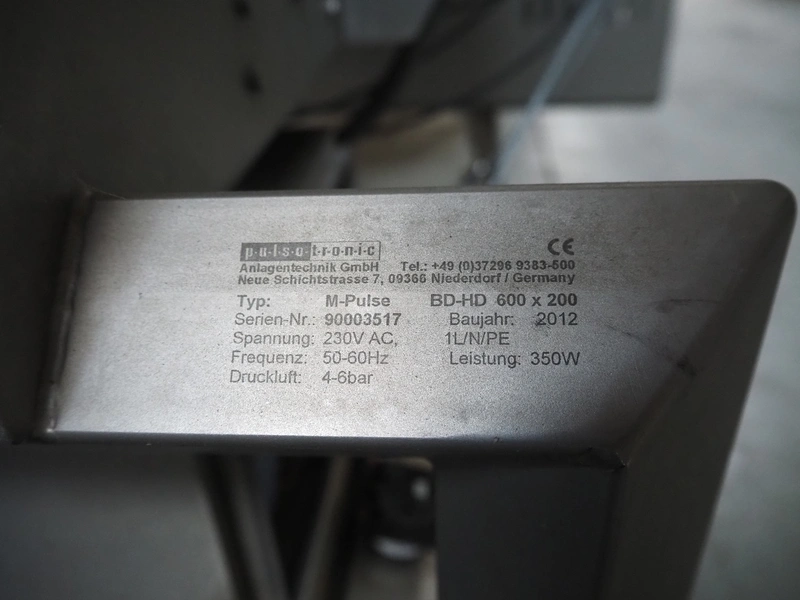 p·u·l·s·o·t·r·o·n·i·c CE
Anlagentechnik GmbH Tel.: +49 (0)37296 9383-500
Neue Schichtstrasse 7, 09366 Niederdorf / Germany
Typ: M-Pulse BD-HD 600 x 200
Serien-Nr.: 90003517 Baujahr: 2012
Spannung: 230V AC, 1L/N/PE
Frequenz: 50-60Hz Leistung: 350W
Druckluft: 4-6bar